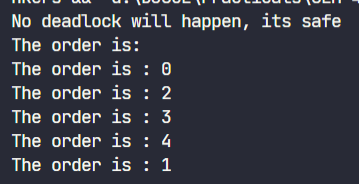 No deadlock will happen, its safe
The order is:
The order is : 0
The order is : 2
The order is : 3
The order is : 4
The order is : 1